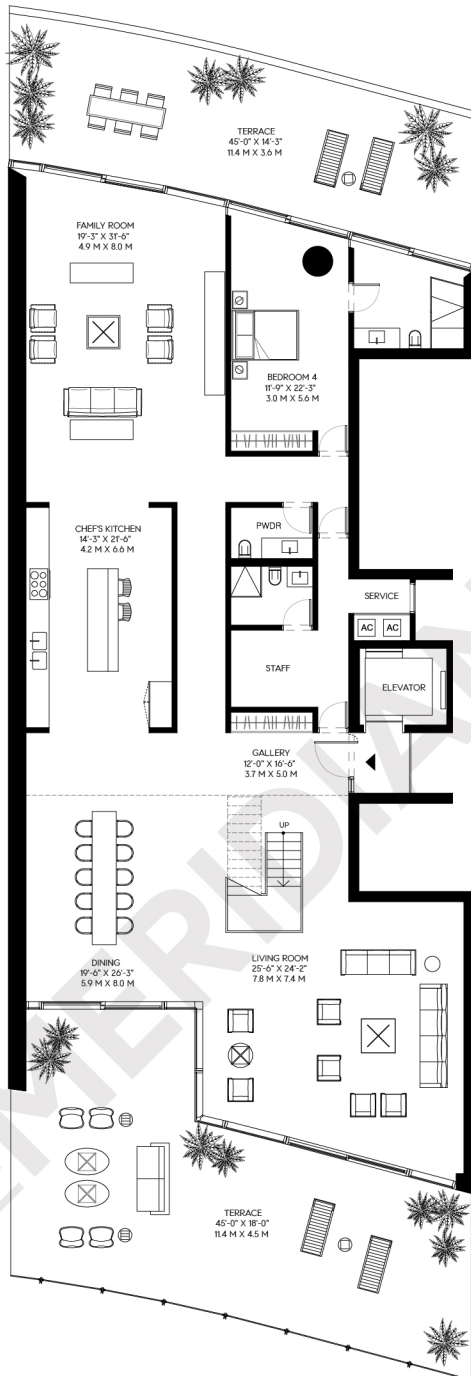 TERRACE
45'-0" X 14'-3"
11.4 M X 3.6 M
FAMILY ROOM
19'-3" X 31'-6"
4.9 M X 8.0 M
BEDROOM 4
11'-9" X 22'-3"
3.0 M X 5.6 M
CHEF'S KITCHEN
14'-3" X 21'-6"
4.2 M X 6.6 M
PWDR
SERVICE
AC AC
STAFF
ELEVATOR
GALLERY
12'-0" X 16'-6"
3.7 M X 5.0 M
UP
DINING
19'-6" X 26'-3"
5.9 M X 8.0 M
LIVING ROOM
25'-6" X 24'-2"
7.8 M X 7.4 M
TERRACE
45'-0" X 18'-0"
11.4 M X 4.5 M
EMERIDIAN